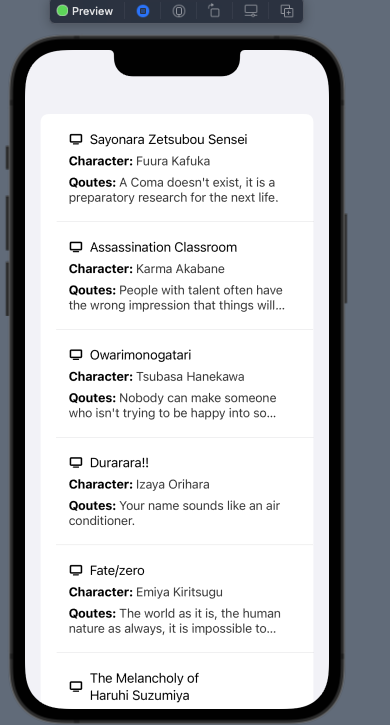 Preview
Sayonara Zetsubou Sensei
Character: Fuura Kafuka
Qoutes: A Coma doesn't exist, it is a
preparatory research for the next life.
Assassination Classroom
Character: Karma Akabane
Qoutes: People with talent often have
the wrong impression that things will...
Owarimonogatari
Character: Tsubasa Hanekawa
Qoutes: Nobody can make someone
who isn't trying to be happy into so...
Durarara!!
Character: Izaya Orihara
Qoutes: Your name sounds like an air
conditioner.
Fate/zero
Character: Emiya Kiritsugu
Qoutes: The world as it is, the human
nature as always, it is impossible to...
The Melancholy of
Haruhi Suzumiya